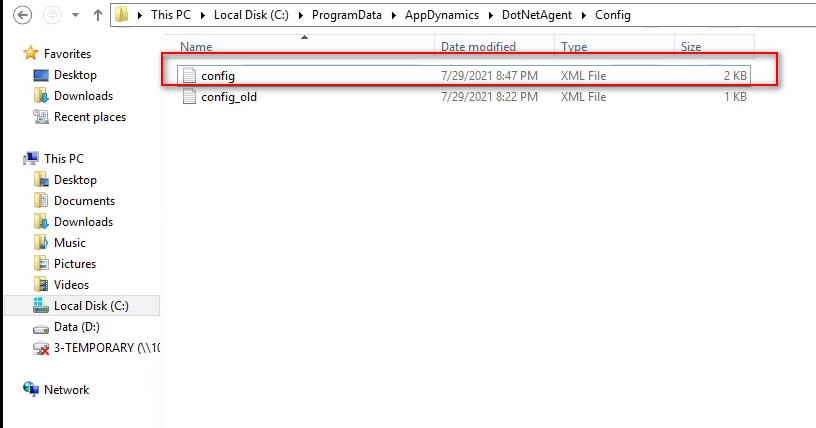 This PC Local Disk (C:) ProgramData AppDynamics DotNetAgent Config
Favorites
Desktop
Downloads
Recent places
This PC
Desktop
Documents
Downloads
Music
Pictures
Videos
Local Disk (C:)
Data (D:)
3-TEMPORARY (\\10
Network
Name Date modified Type Size
config 7/29/2021 8:47 PM XML File 2 KB
config_old 7/29/2021 8:22 PM XML File 1 KB